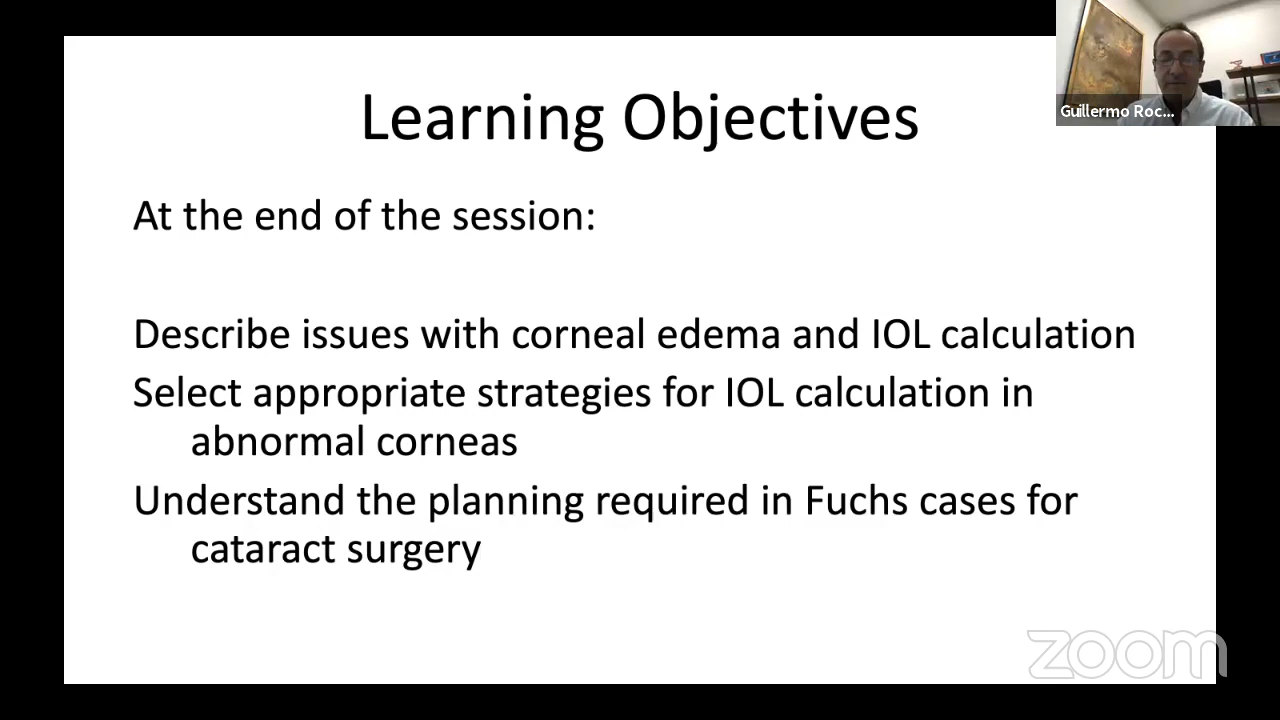 Learning Objectives
Guillermo Roc...
At the end of the session:
Describe issues with corneal edema and IOL calculation
Select appropriate strategies for IOL calculation in
abnormal corneas
Understand the planning required in Fuchs cases for
cataract surgery
zoom